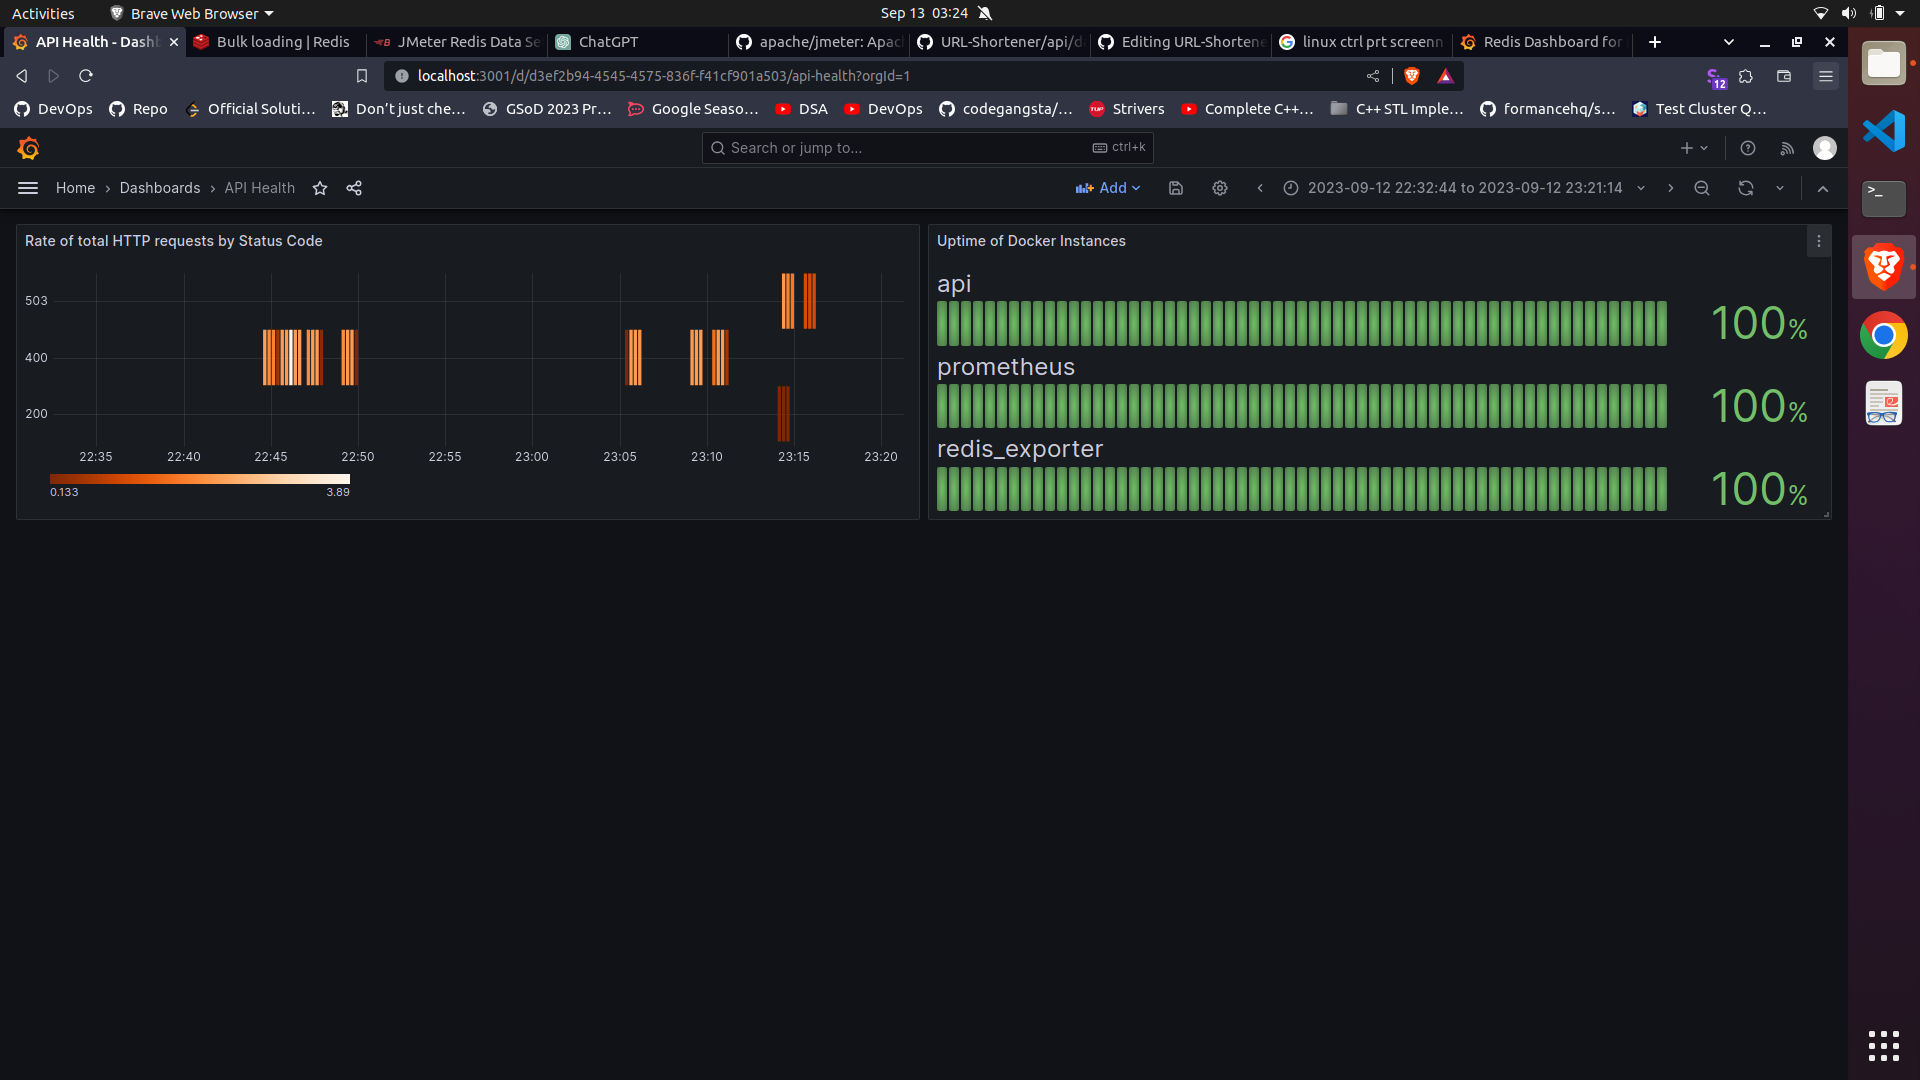 Activities
Brave Web Browser
Sep 13 03:24
API Health - Dashb
Bulk loading | Redis
JMeter Redis Data Se
ChatGPT
apache/jmeter: Apac
URL-Shortener/api/d
Editing URL-Shortene
linux ctrl prt screenn
Redis Dashboard for
localhost:3001/d/d3ef2b94-4545-4575-836f-f41cf901a503/api-health?orgId=1
12
DevOps
Repo
Official Soluti...
Don't just che...
GSoD 2023 Pr...
Google Seaso...
DSA
DevOps
codegangsta/...
Strivers
Complete C++...
C++ STL Imple...
formancehq/s...
Test Cluster Q...
Search or jump to...
ctrl+k
Home › Dashboards › API Health
Add
2023-09-12 22:32:44 to 2023-09-12 23:21:14
Rate of total HTTP requests by Status Code
503
400
200
22:35 22:40 22:45 22:50 22:55 23:00 23:05 23:10 23:15 23:20
0.133 3.89
Uptime of Docker Instances
api
100%
prometheus
100%
redis_exporter
100%